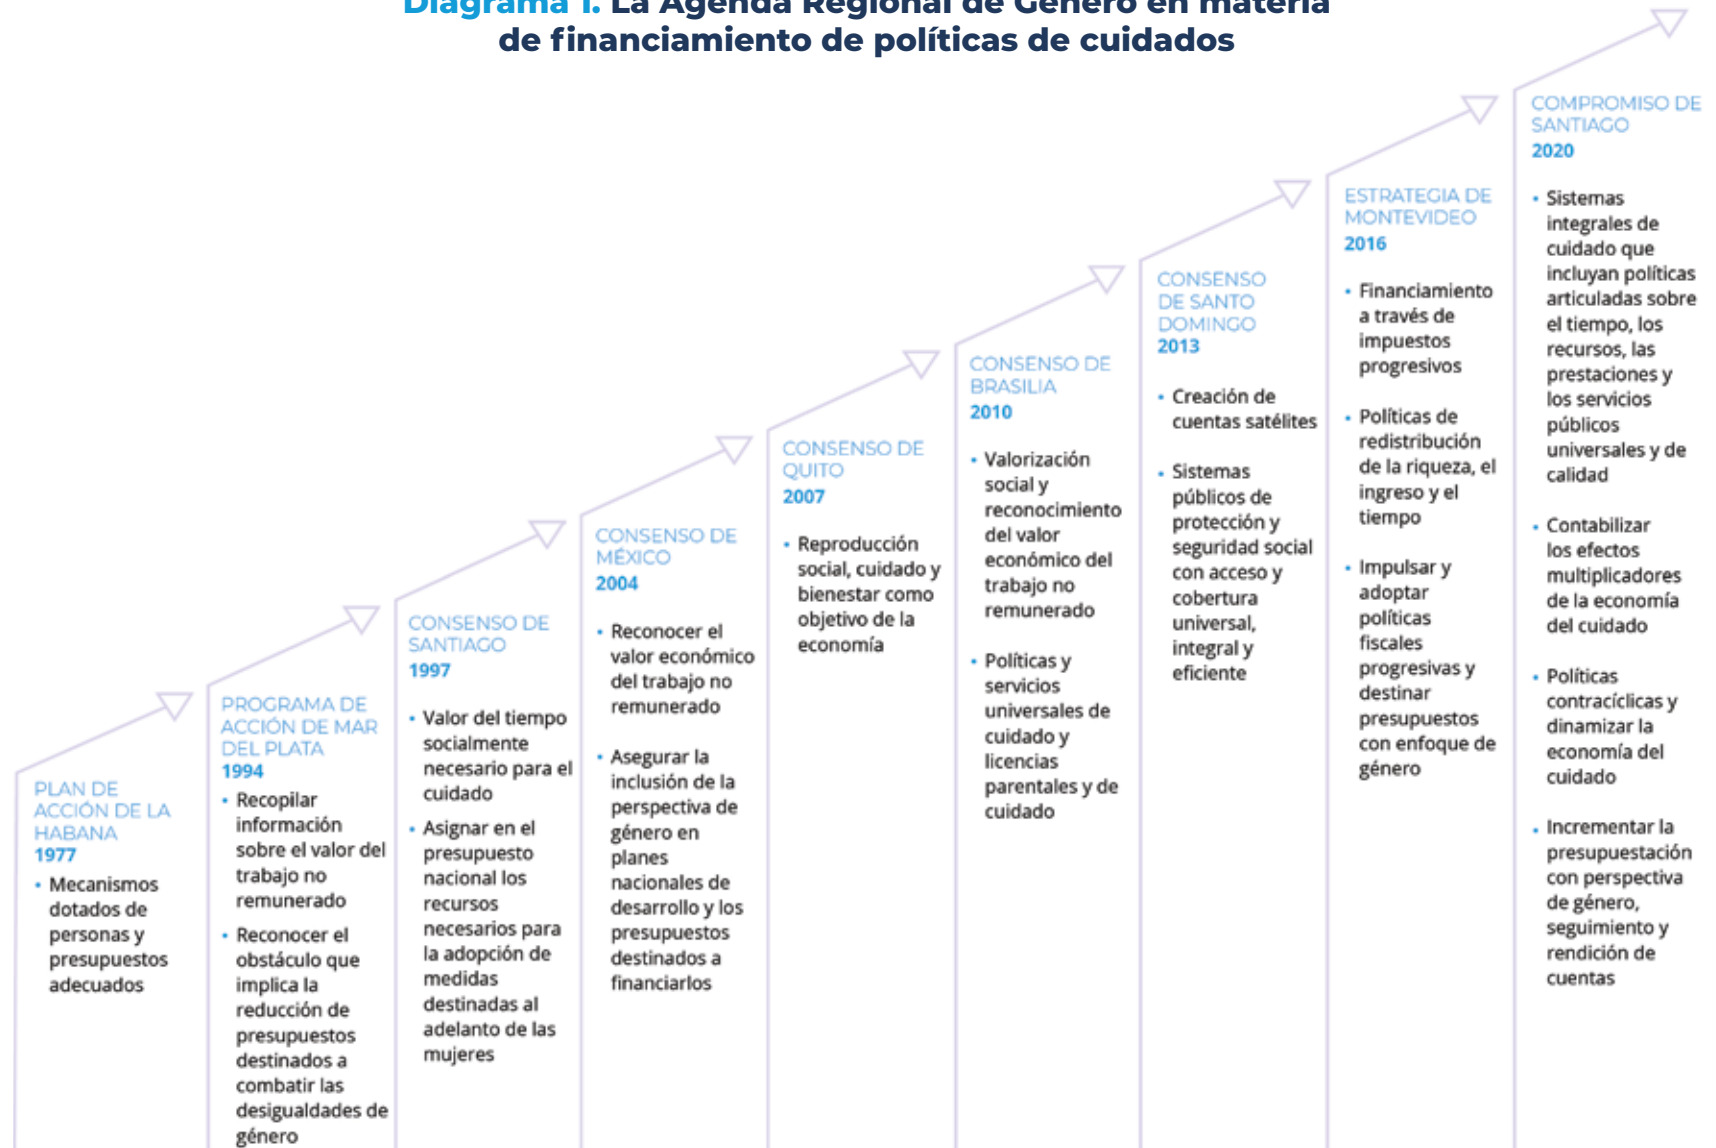 Diagrama 1. La Agenda Regional de Género en materia
de financiamiento de políticas de cuidados
PLAN DE
ACCIÓN DE LA
HABANA
1977
• Mecanismos
dotados de
personas y
presupuestos
adecuados
PROGRAMA DE
ACCIÓN DE MAR
DEL PLATA
1994
• Recopilar
información
sobre el valor del
trabajo no
remunerado
• Reconocer el
obstáculo que
implica la
reducción de
presupuestos
destinados a
combatir las
desigualdades de
género
CONSENSO DE
SANTIAGO
1997
• Valor del tiempo
socialmente
necesario para el
cuidado
• Asignar en el
presupuesto
nacional los
recursos
necesarios para
la adopción de
medidas
destinadas al
adelanto de las
mujeres
CONSENSO DE
MÉXICO
2004
• Reconocer el
valor económico
del trabajo no
remunerado
• Asegurar la
inclusión de la
perspectiva de
género en
planes
nacionales de
desarrollo y los
presupuestos
destinados a
financiarlos
CONSENSO DE
QUITO
2007
• Reproducción
social, cuidado y
bienestar como
objetivo de la
economía
CONSENSO DE
BRASILIA
2010
• Valorización
social y
reconocimiento
del valor
económico del
trabajo no
remunerado
• Políticas y
servicios
universales de
cuidado y
licencias
parentales y de
cuidado
CONSENSO
DE SANTO
DOMINGO
2013
• Creación de
cuentas satélites
• Sistemas
públicos de
protección y
seguridad social
con acceso y
cobertura
universal,
integral y
eficiente
ESTRATEGIA DE
MONTEVIDEO
2016
• Financiamiento
a través de
impuestos
progresivos
• Políticas de
redistribución
de la riqueza, el
ingreso y el
tiempo
• Impulsar y
adoptar
políticas
fiscales
progresivas y
destinar
presupuestos
con enfoque de
género
COMPROMISO DE
SANTIAGO
2020
• Sistemas
integrales de
cuidado que
incluyan políticas
articuladas sobre
el tiempo, los
recursos, las
prestaciones y
los servicios
públicos
universales y de
calidad
• Contabilizar
los efectos
multiplicadores
de la economía
del cuidado
• Políticas
contracíclicas y
dinamizar la
economía del
cuidado
• Incrementar la
presupuestación
con perspectiva
de género,
seguimiento y
rendición de
cuentas